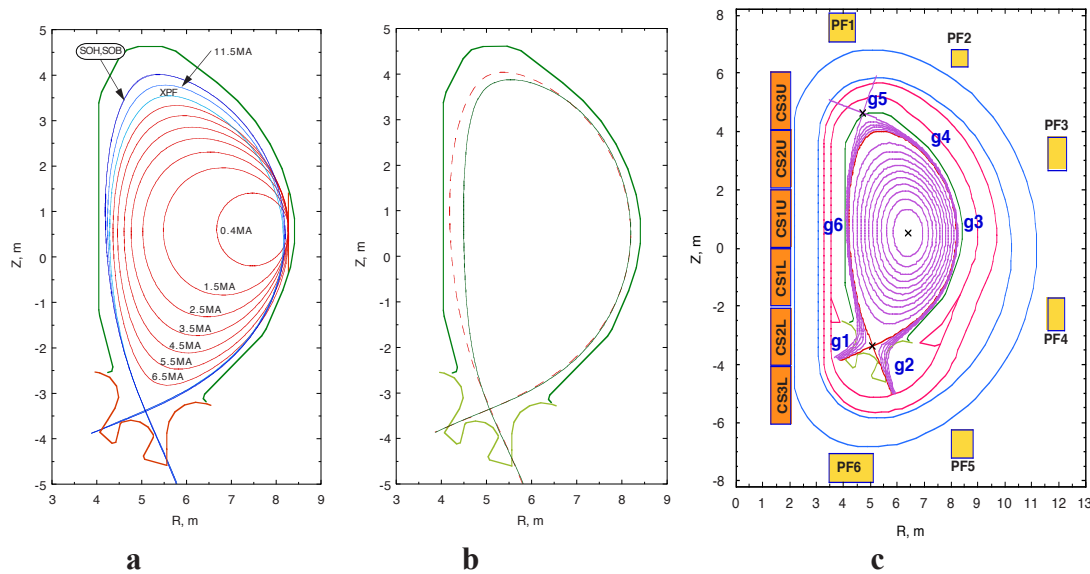 5
4
3
2
1
0
-1
-2
-3
-4
-5
Z, m
SOH,SOB
11.5MA
XPF
0.4MA
1.5MA
2.5MA
3.5MA
4.5MA
5.5MA
6.5MA
3 4 5 6 7 8 9
R, m
a
5
4
3
2
1
0
-1
-2
-3
-4
-5
Z, m
3 4 5 6 7 8 9
R, m
b
8
6
4
2
0
-2
-4
-6
-8
Z, m
PF1
PF2
PF3
PF4
PF5
PF6
CS3U
CS2U
CS1U
CS1L
CS2L
CS3L
g5
g4
g6
g3
g1
g2
0 1 2 3 4 5 6 7 8 9 10 11 12 13
R, m
c